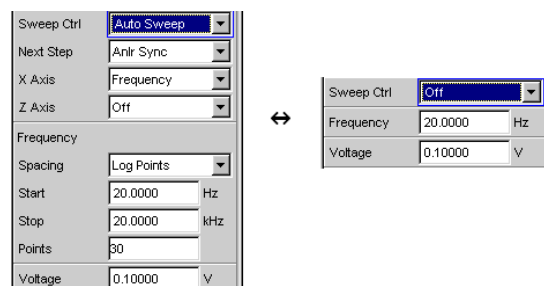 Sweep Ctrl Auto Sweep
Next Step Anlr Sync
X Axis Frequency
Z Axis Off
Frequency
Spacing Log Points
Start 20.0000 Hz
Stop 20.0000 kHz
Points 30
Voltage 0.10000 V
↔
Sweep Ctrl Off
Frequency 20.0000 Hz
Voltage 0.10000 V